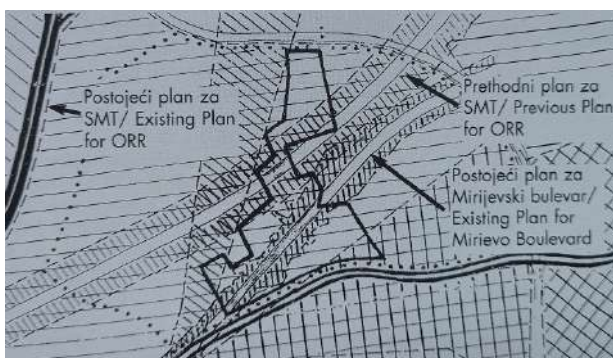 Postojeći plan za
SMT/ Existing Plan
for ORR
Prethodni plan za
SMT/ Previous Plan
for ORR
Postojeći plan za
Mirijevski bulevar/
Existing Plan for
Mirievo Boulevard